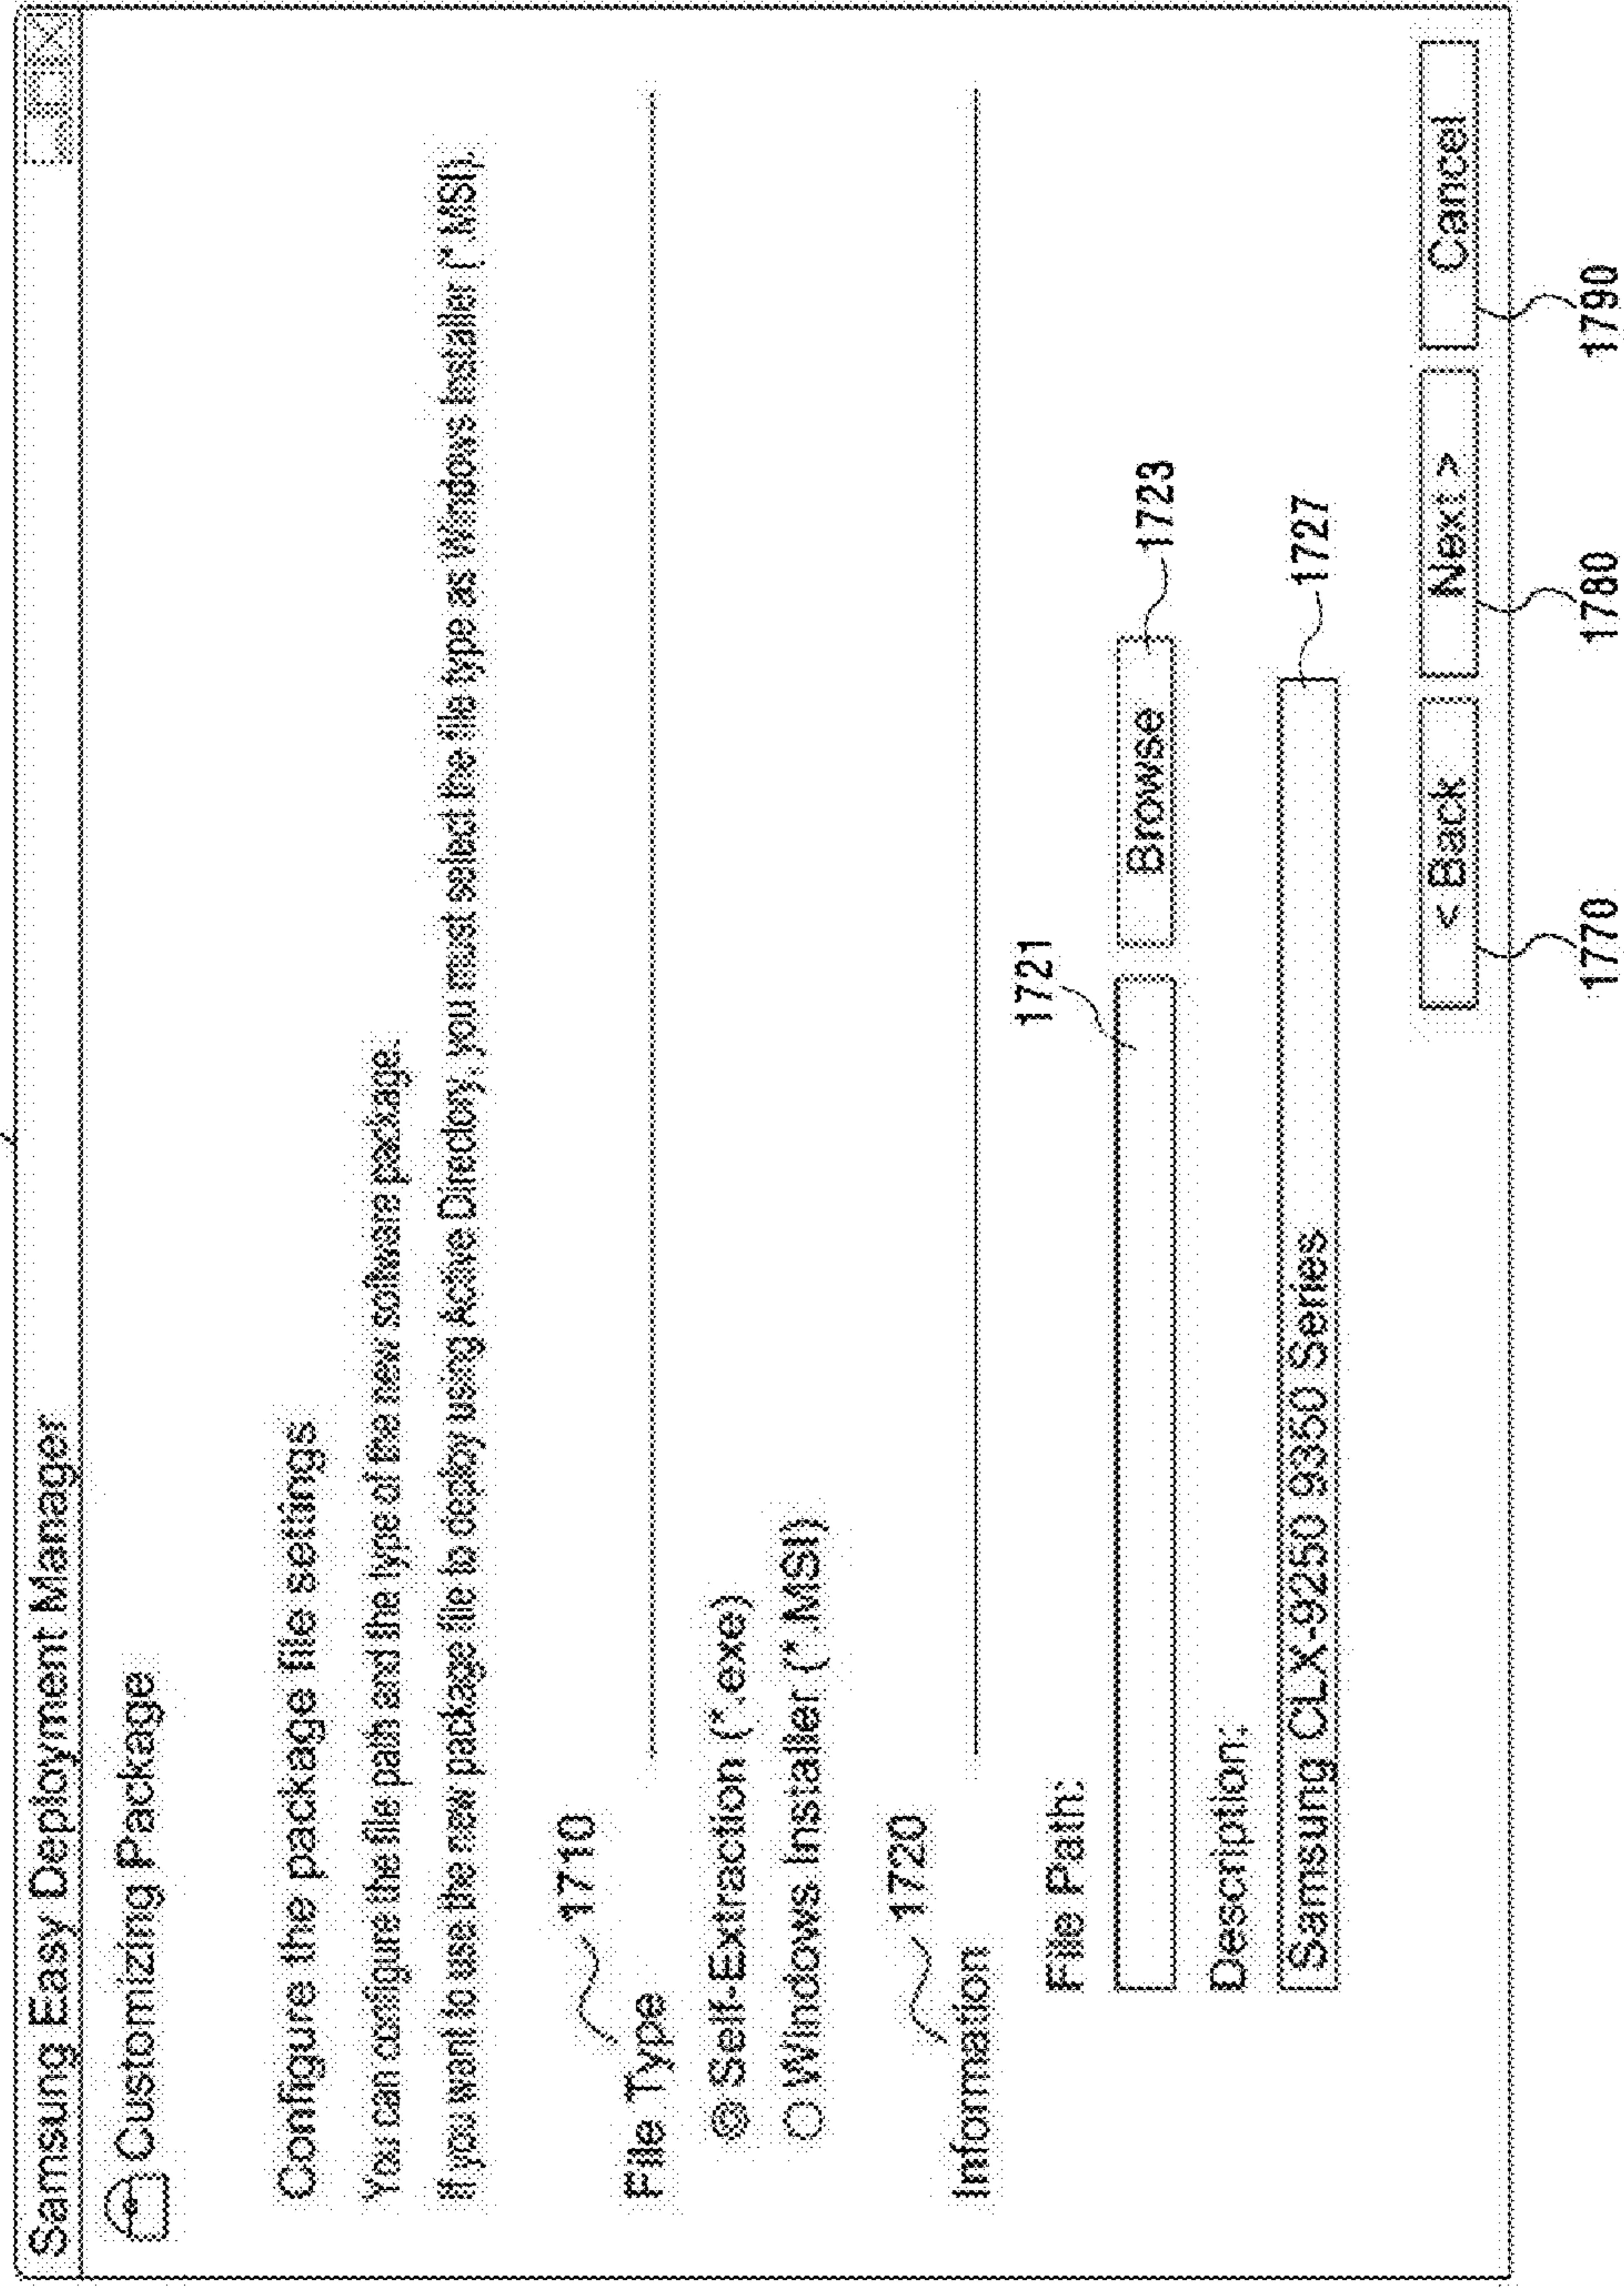 Samsung Easy Deployment Manager
Customizing Package
Configure the package file settings
You can configure the file path and the type of the new software package.
If you want to use the new package file to deploy using Active Directory, you must select the file type as Windows Installer (*.MSI).
1710
File Type
Self-Extraction (*.exe)
Windows Installer (*.MSI)
1720
Information
File Path:
1721
Browse
1723
Description:
Samsung CLX-9250 9350 Series
1727
< Back
Next >
Cancel
1770
1780
1790